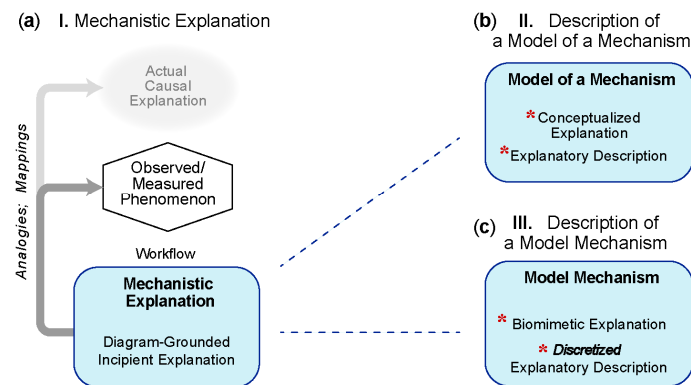 (a) I. Mechanistic Explanation
Actual
Causal
Explanation
Observed/
Measured
Phenomenon
Analogies; Mappings
Workflow
Mechanistic
Explanation
Diagram-Grounded
Incipient Explanation
(b) II. Description of
a Model of a Mechanism
Model of a Mechanism
* Conceptualized
Explanation
* Explanatory Description
(c) III. Description of
a Model Mechanism
Model Mechanism
* Biomimetic Explanation
* Discretized
Explanatory Description